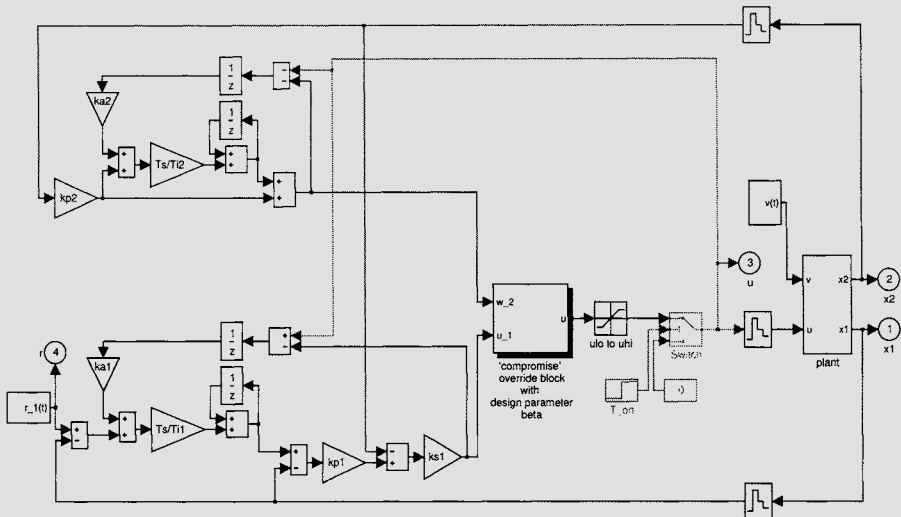 1
z
-
-
ka2
1
z
+
+
Ts/Ti2
+
+
+
+
kp2
v(t)
3
u
v
x2
u
x1
plant
2
x2
1
x1
w_2
u
u_1
'compromise'
override block
with
design parameter
beta
ulo to uhi
Switch
T_on
r
4
1
z
+
-
ka1
1
z
r_1(t)
+
-
+
+
Ts/Ti1
+
+
+
-
kp1
-
+
ks1